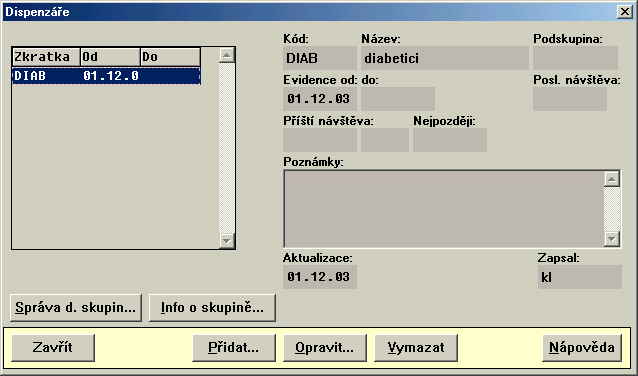 Dispenzáře
Zkratka Od Do
DIAB 01.12.0
Kód: Název: Podskupina:
DIAB diabetici
Evidence od: do: Posl. návštěva:
01.12.03
Příští návštěva: Nejpozději:
Poznámky:
Aktualizace: Zapsal:
01.12.03 kl
Správa d. skupin... Info o skupině...
Zavřít Přidat... Opravit... Vymazat Nápověda